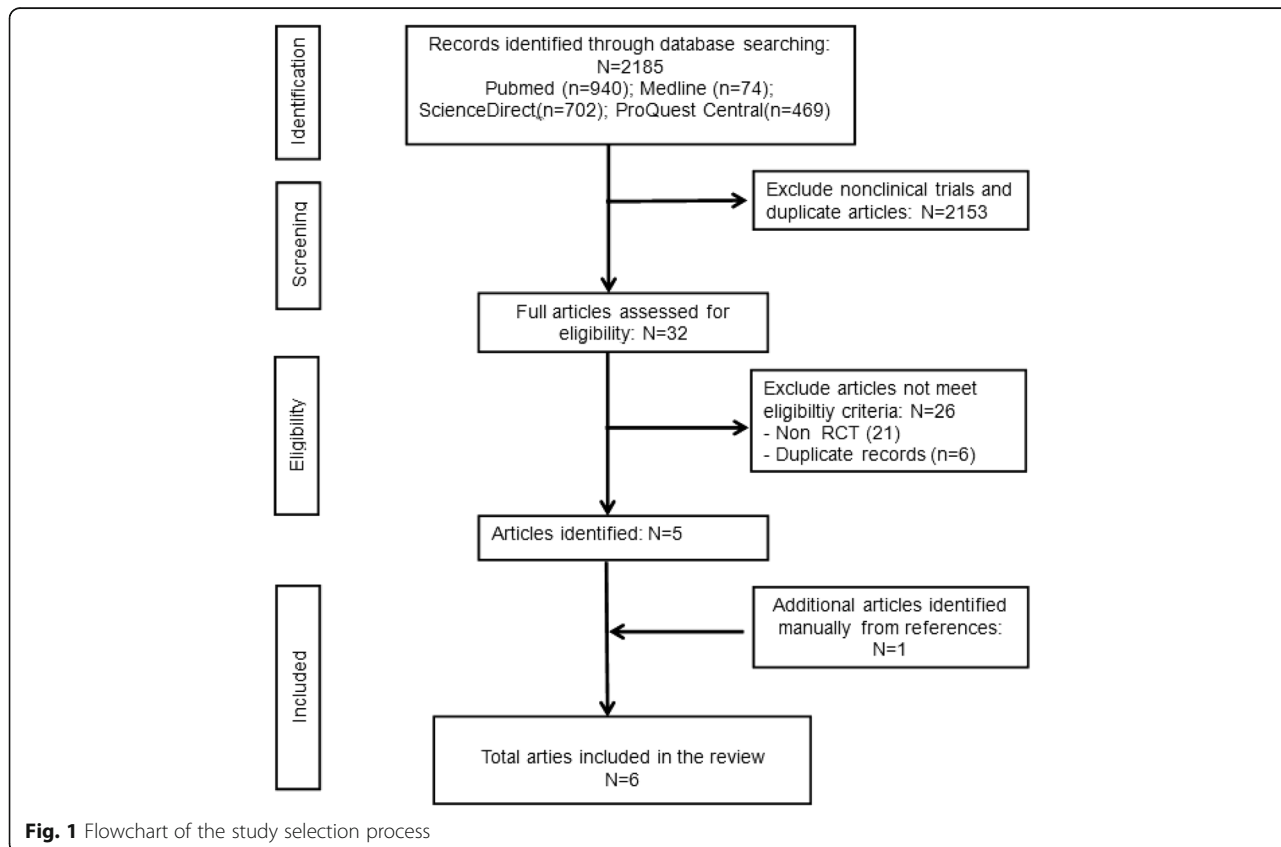 Identification
Records identified through database searching:
N=2185
Pubmed (n=940); Medline (n=74);
ScienceDirect(n=702); ProQuest Central(n=469)
Screening
Exclude nonclinical trials and
duplicate articles: N=2153
Full articles assessed for
eligibility: N=32
Eligibility
Exclude articles not meet
eligibiltiy criteria: N=26
- Non RCT (21)
- Duplicate records (n=6)
Articles identified: N=5
Included
Additional articles identified
manually from references:
N=1
Total arties included in the review
N=6
Fig. 1 Flowchart of the study selection process